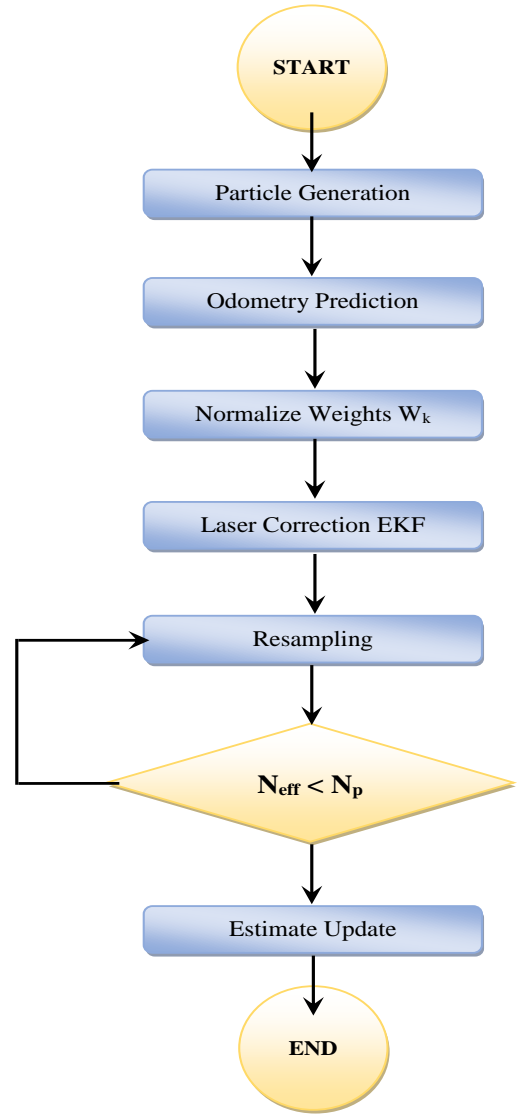 START
Particle Generation
Odometry Prediction
Normalize Weights Wₖ
Laser Correction EKF
Resampling
Neff < Np
Estimate Update
END